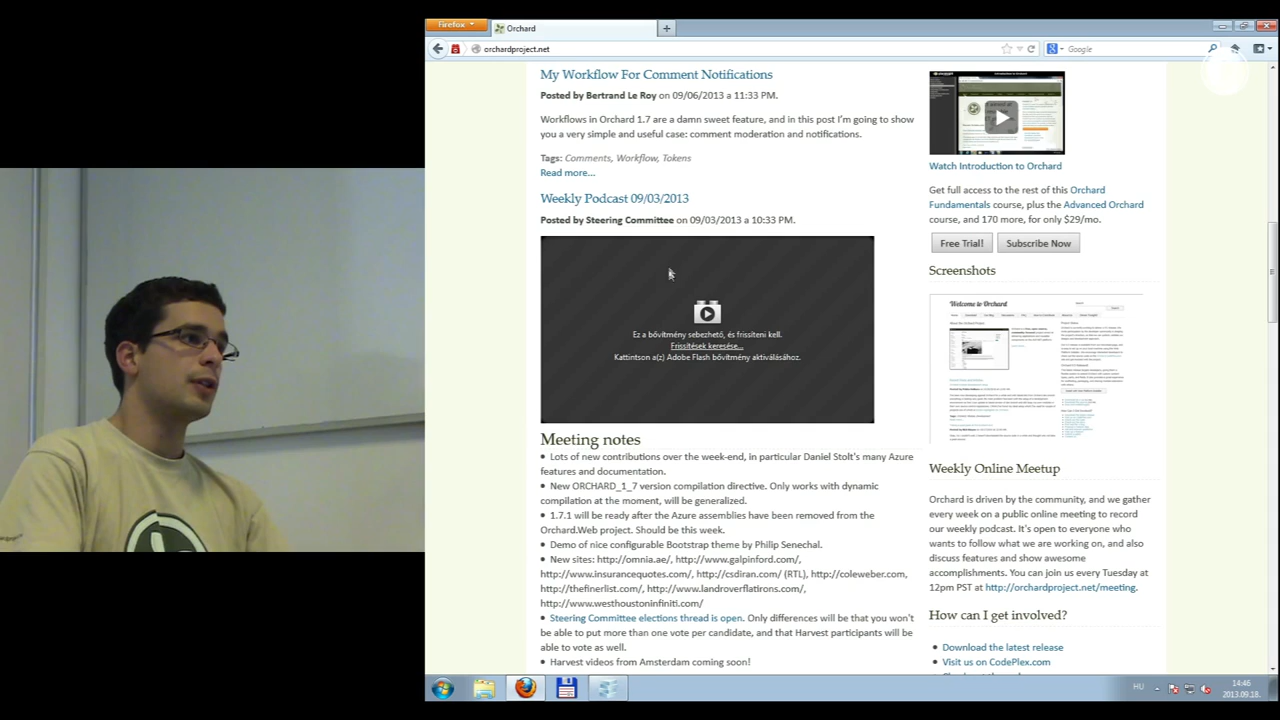 Firefox
Orchard
orchardproject.net
Google
My Workflow For Comment Notifications
Posted by Bertrand Le Roy on 09/06/2013 a 11:33 PM.
Workflows in Orchard 1.7 are a damn sweet feature, and in this post I'm going to show
you a very simple and useful case: comment moderation and notifications.
Tags: Comments, Workflow, Tokens
Read more...
Weekly Podcast 09/03/2013
Posted by Steering Committee on 09/03/2013 a 10:33 PM.
Ez a bővítmény sebezhető, és frissíteni kell.
Frissítések keresése...
Kattintson a(z) Adobe Flash bővítmény aktiválásához.
Meeting notes
• Lots of new contributions over the week-end, in particular Daniel Stolt's many Azure
features and documentation.
• New ORCHARD_1_7 version compilation directive. Only works with dynamic
compilation at the moment, will be generalized.
• 1.7.1 will be ready after the Azure assemblies have been removed from the
Orchard.Web project. Should be this week.
• Demo of nice configurable Bootstrap theme by Philip Senechal.
• New sites: http://omnia.ae/, http://www.galpinford.com/,
http://www.insurancequotes.com/, http://csdiran.com/ (RTL), http://coleweber.com,
http://thefinerlist.com/, http://www.landroverflatirons.com/,
http://www.westhoustoninfiniti.com/
• Steering Committee elections thread is open. Only differences will be that you won't
be able to put more than one vote per candidate, and that Harvest participants will be
able to vote as well.
• Harvest videos from Amsterdam coming soon!
Watch Introduction to Orchard
Get full access to the rest of this Orchard
Fundamentals course, plus the Advanced Orchard
course, and 170 more, for only $29/mo.
Free Trial! Subscribe Now
Screenshots
Welcome to Orchard
Weekly Online Meetup
Orchard is driven by the community, and we gather
every week on a public online meeting to record
our weekly podcast. It's open to everyone who
wants to follow what we are working on, and also
discuss features and show awesome
accomplishments. You can join us every Tuesday at
12pm PST at http://orchardproject.net/meeting.
How can I get involved?
• Download the latest release
• Visit us on CodePlex.com
HU
14:46
2013.09.18.